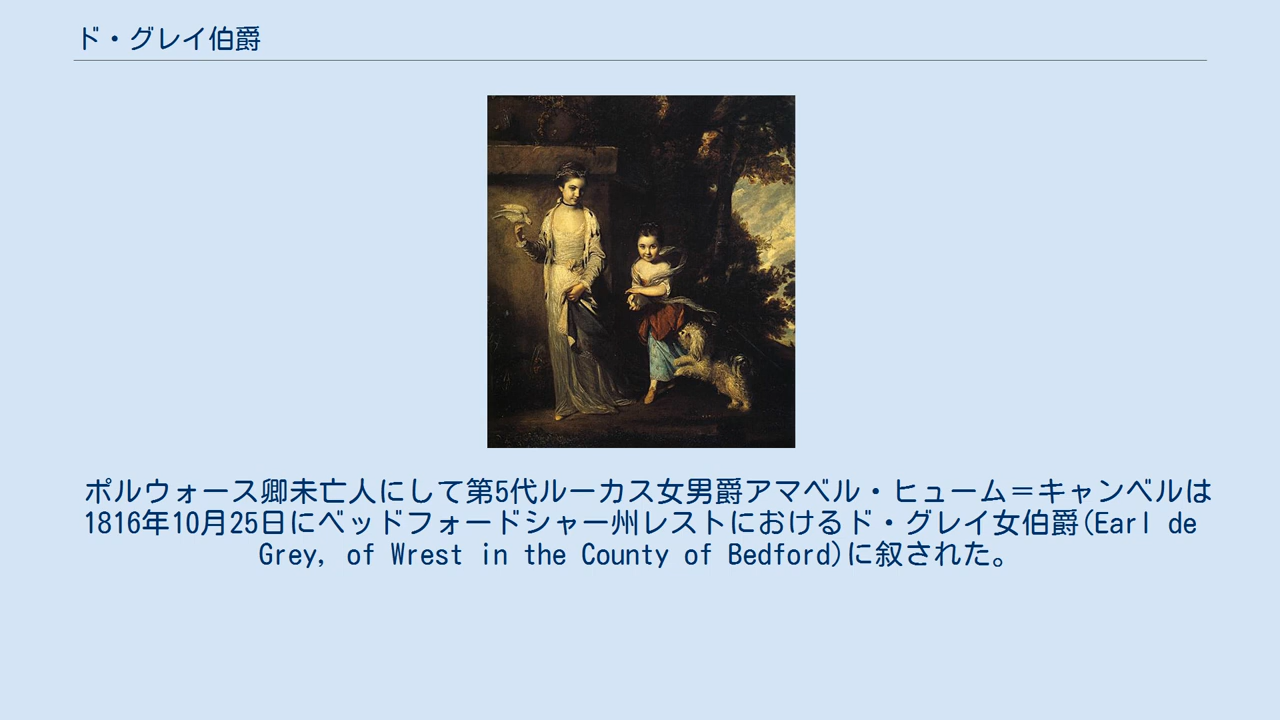 ド・グレイ伯爵
ポルウォース卿未亡人にして第5代ルーカス女男爵アマベル・ヒューム＝キャンベルは
1816年10月25日にベッドフォードシャー州レストにおけるド・グレイ女伯爵(Earl de
Grey, of Wrest in the County of Bedford)に叙された。